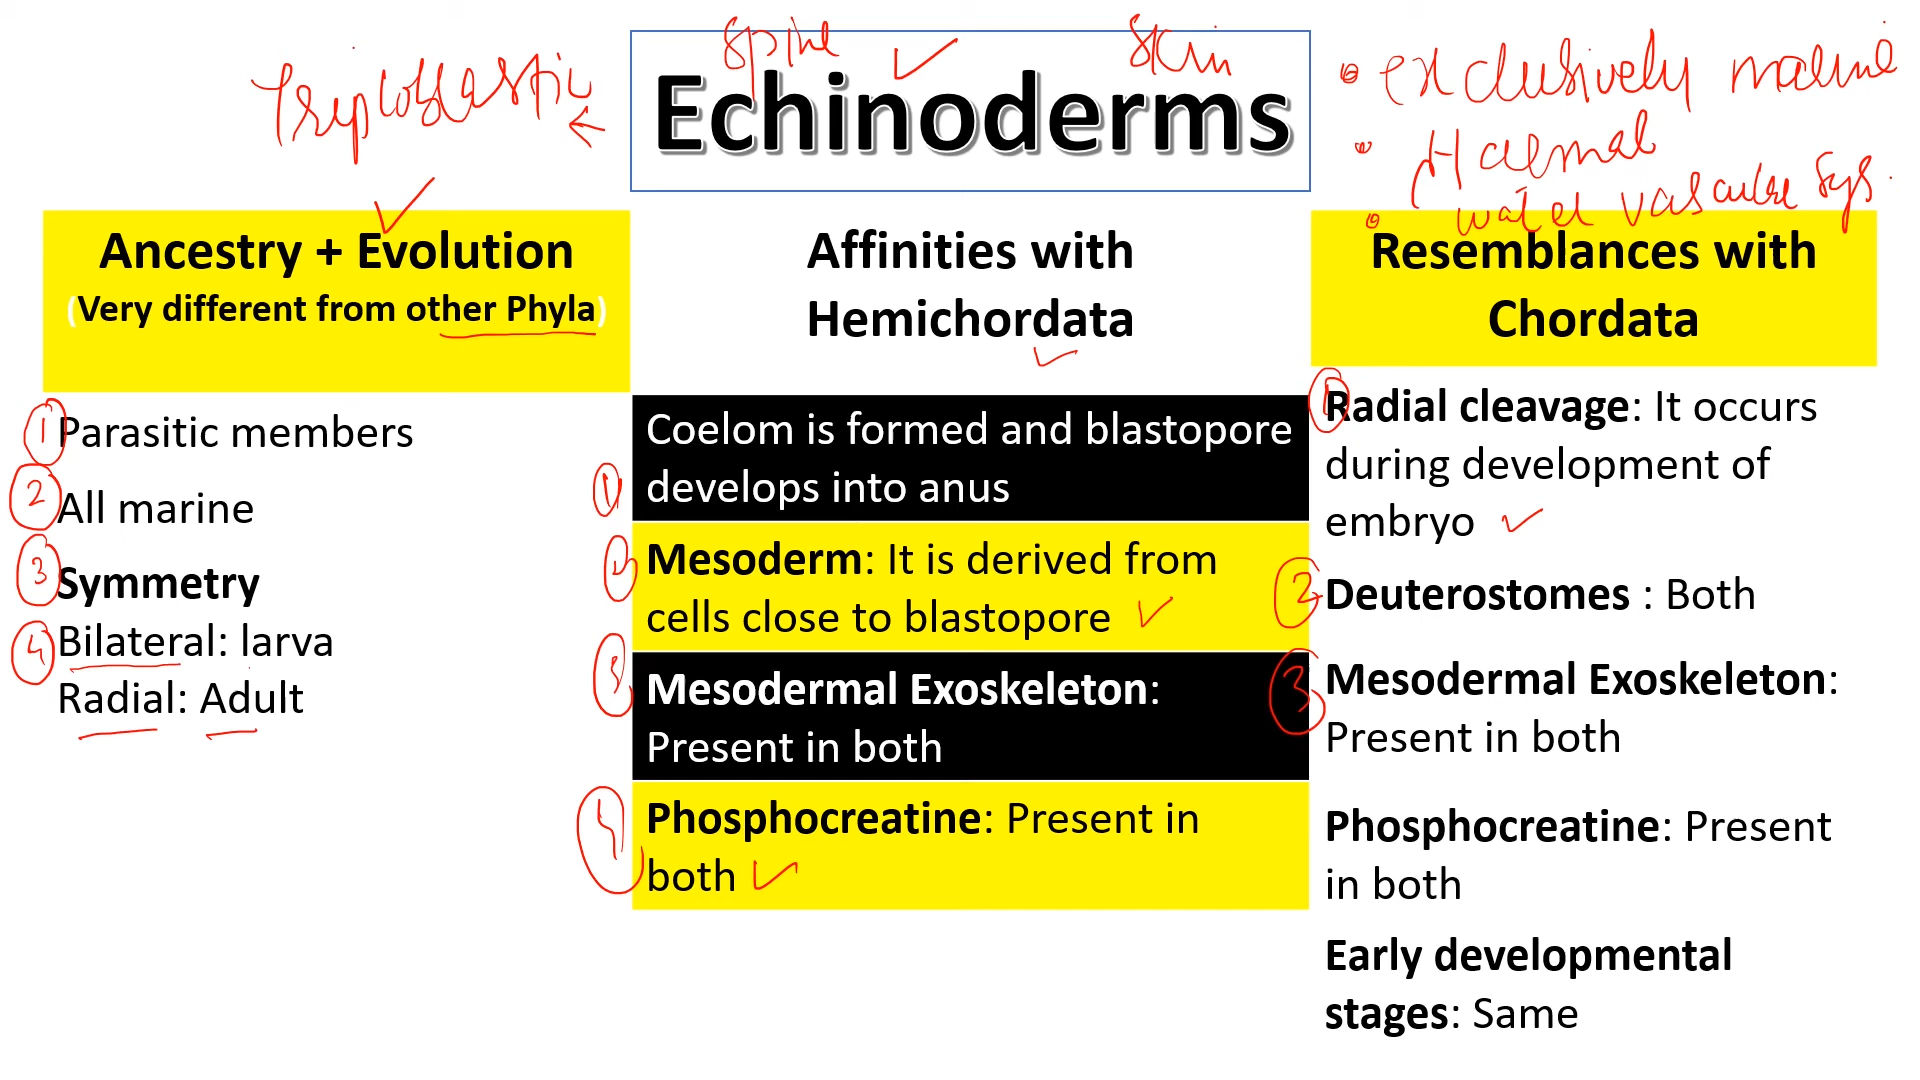 Spine
Skin
Triploblastic
Echinoderms
exclusively marine
Haemal
water vascular Sys.
Ancestry + Evolution
(Very different from other Phyla)
1 Parasitic members
2 All marine
3 Symmetry
4 Bilateral: larva
Radial: Adult
Affinities with
Hemichordata
Coelom is formed and blastopore
1 develops into anus
2 Mesoderm: It is derived from
cells close to blastopore
3 Mesodermal Exoskeleton:
Present in both
4 Phosphocreatine: Present in
both
Resemblances with
Chordata
1 Radial cleavage: It occurs
during development of
embryo
2 Deuterostomes : Both
3 Mesodermal Exoskeleton:
Present in both
Phosphocreatine: Present
in both
Early developmental
stages: Same